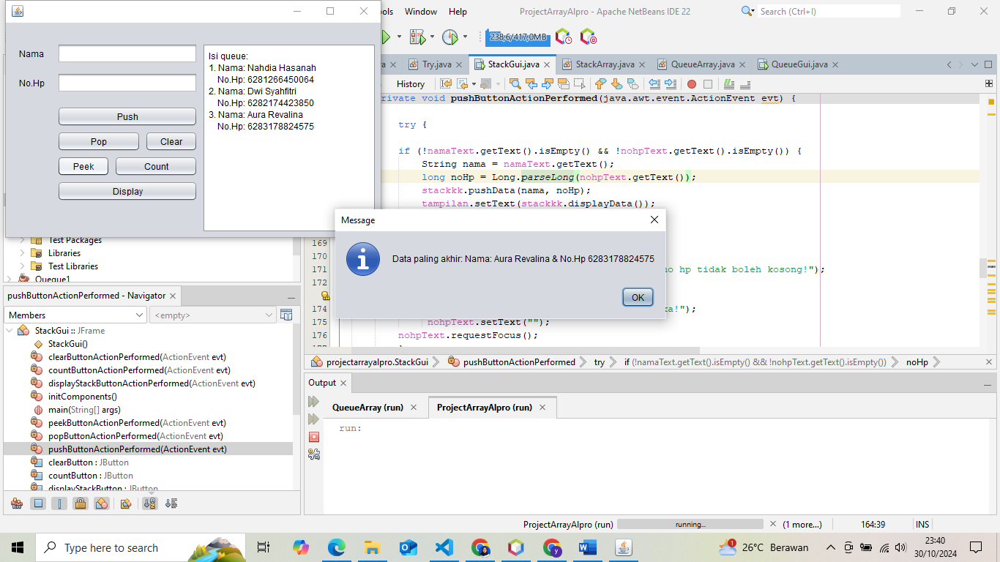 ols Window Help
ProjectArrayAlpro - Apache NetBeans IDE 22
Search (Ctrl+I)
238,6/417,0MB
Nama
No.Hp
Push
Pop
Clear
Peek
Count
Display
Isi queue:
1. Nama: Nahdia Hasanah
No.Hp: 6281266450064
2. Nama: Dwi Syahfitri
No.Hp: 6282174423850
3. Nama: Aura Revalina
No.Hp: 6283178824575
a
Try.java
StackGui.java
StackArray.java
QueueArray.java
QueueGui.java
History
rivate void pushButtonActionPerformed(java.awt.event.ActionEvent evt) {
try {
if (!namaText.getText().isEmpty() && !nohpText.getText().isEmpty()) {
String nama = namaText.getText();
long noHp = Long.parseLong(nohpText.getText());
stackkk.pushData(nama, noHp);
tampilan.setText(stackkk.displayData());
Message
Data paling akhir: Nama: Aura Revalina & No.Hp 6283178824575
OK
169
170
171 no hp tidak boleh kosong!");
172
174 a!");
175 nohpText.setText("");
176 nohpText.requestFocus();
Test Packages
Libraries
Test Libraries
Queque1
pushButtonActionPerformed - Navigator
Members
<empty>
StackGui :: JFrame
StackGui()
clearButtonActionPerformed(ActionEvent evt)
countButtonActionPerformed(ActionEvent evt)
displayStackButtonActionPerformed(ActionEvent evt)
initComponents()
main(String[] args)
peekButtonActionPerformed(ActionEvent evt)
popButtonActionPerformed(ActionEvent evt)
pushButtonActionPerformed(ActionEvent evt)
clearButton : JButton
countButton : JButton
displayStackButton : JButton
projectarrayalpro.StackGui
pushButtonActionPerformed
try
if (!namaText.getText().isEmpty() && !nohpText.getText().isEmpty())
noHp
Output
QueueArray (run)
ProjectArrayAlpro (run)
run:
ProjectArrayAlpro (run)
running...
(1 more...)
164:39
INS
Type here to search
26°C Berawan
23:40
30/10/2024